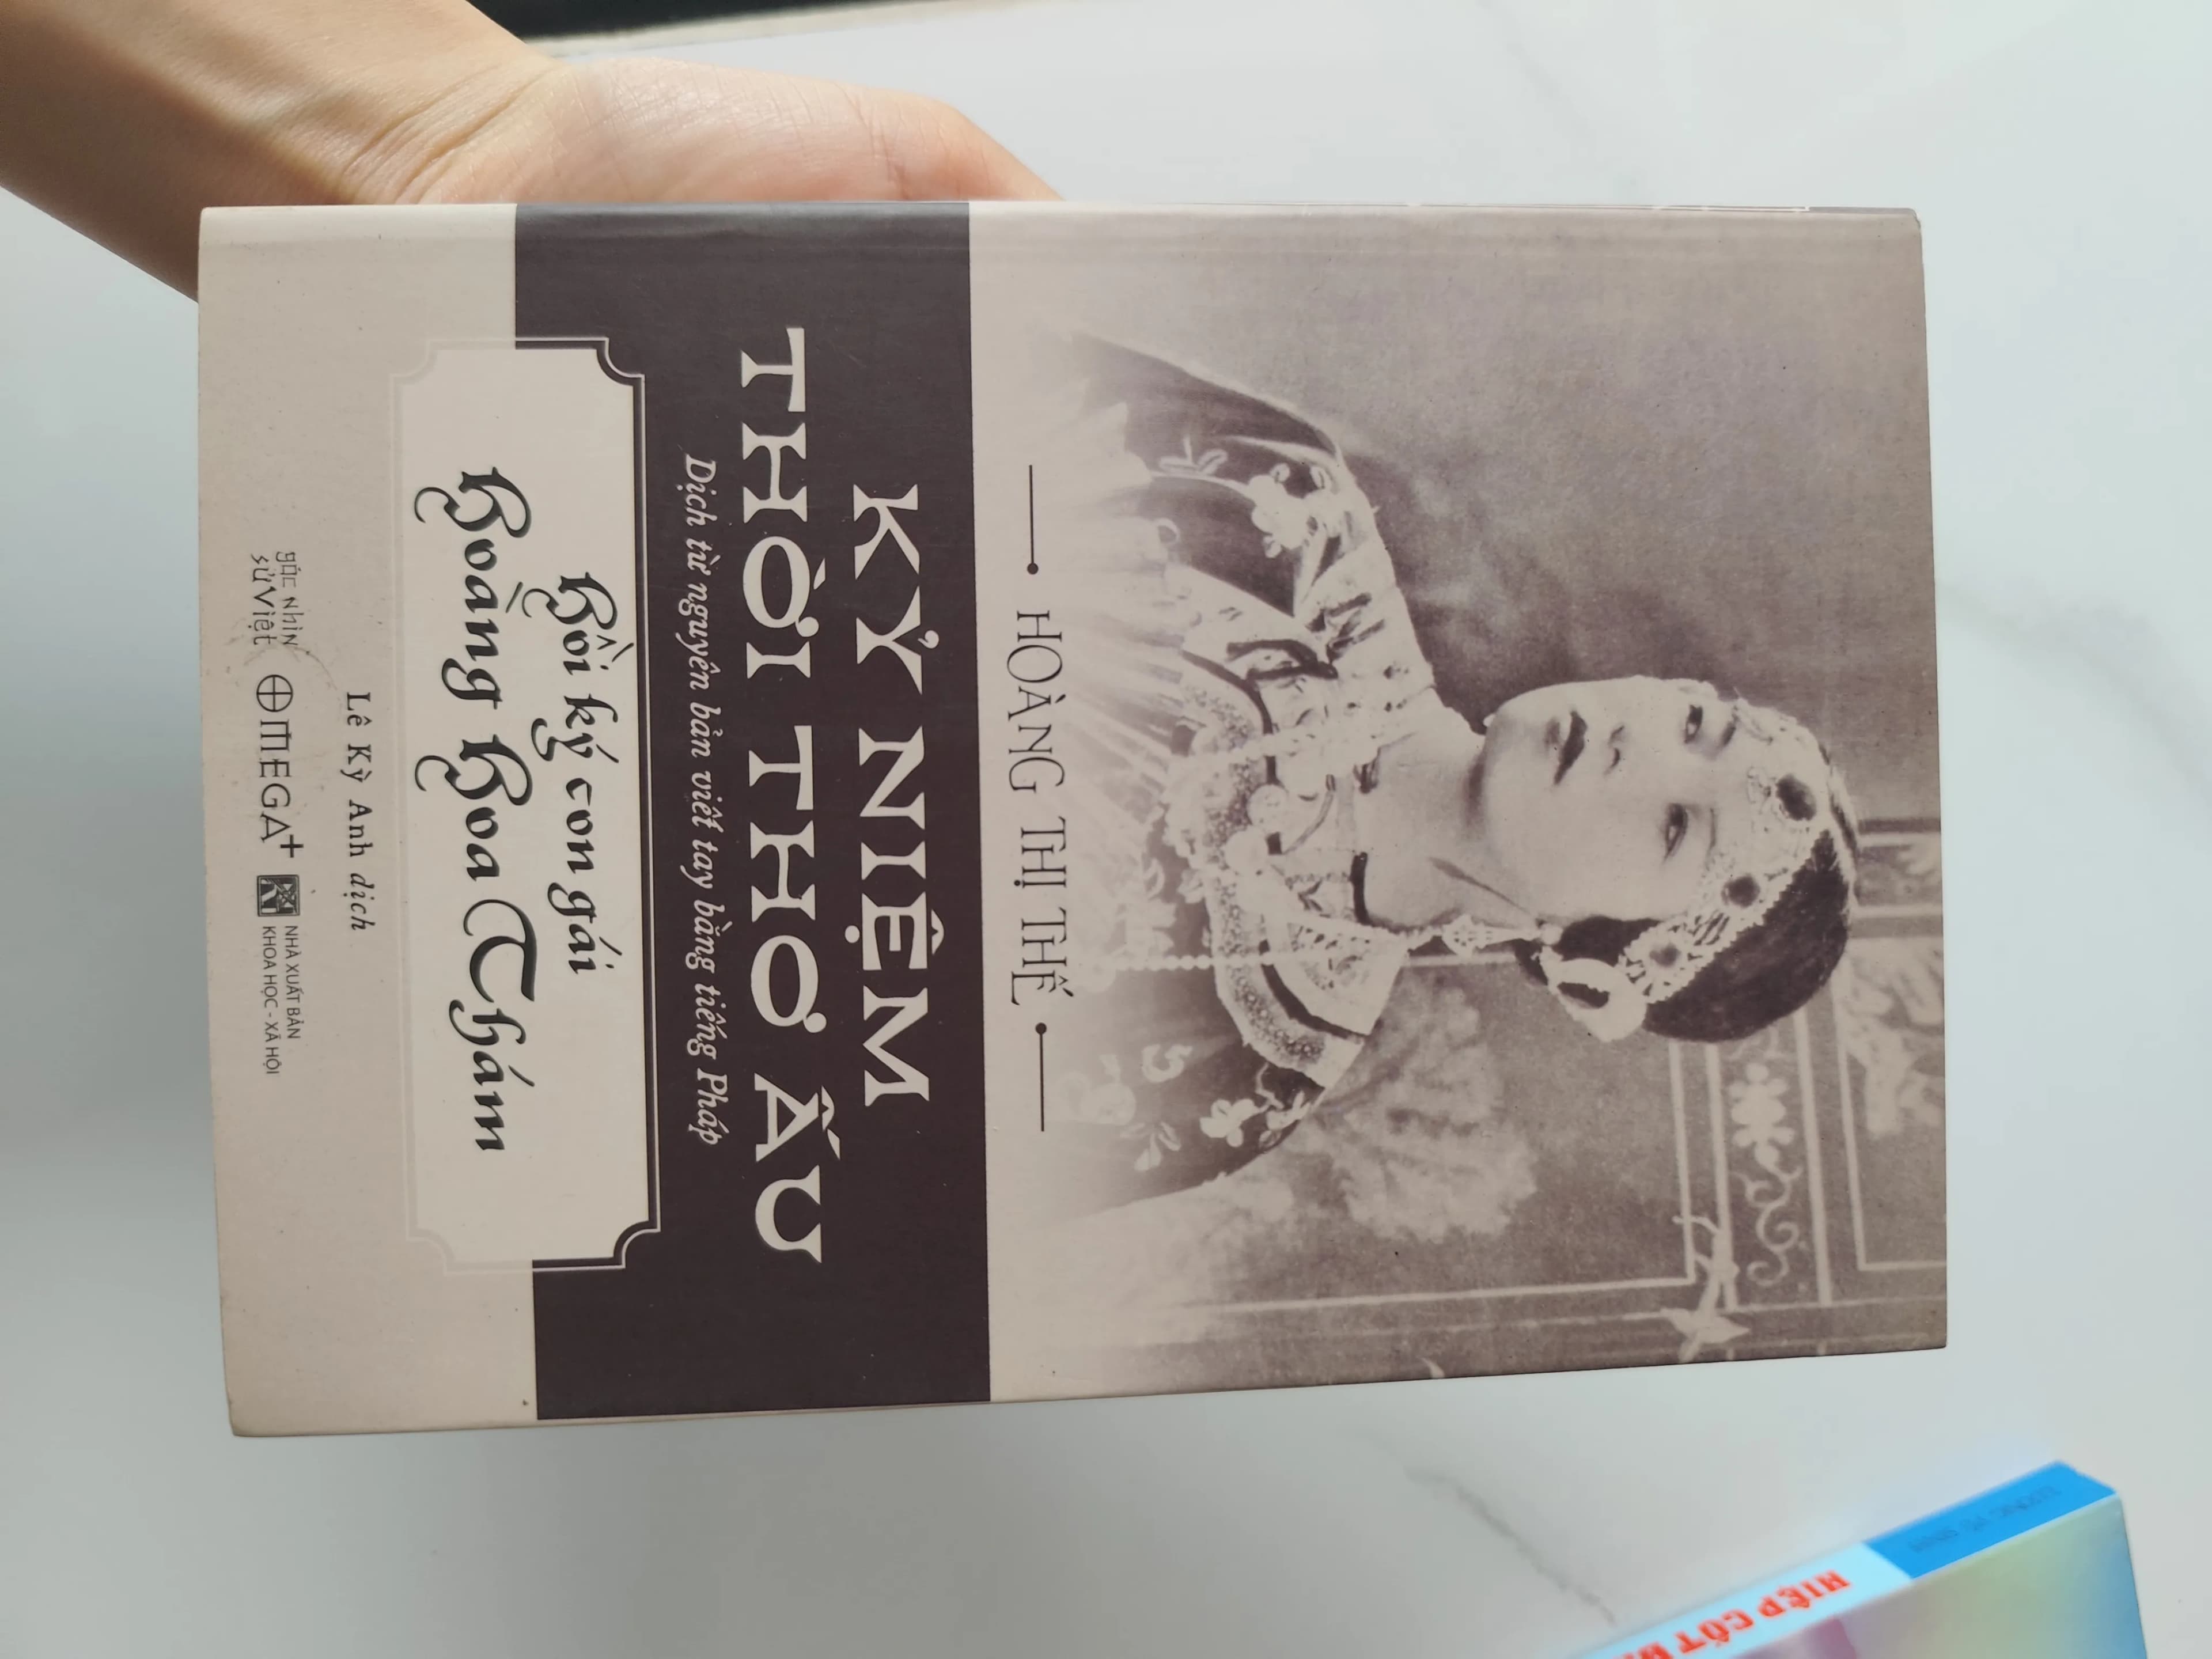 HOÀNG THỊ THẾ
KỶ NIỆM
THỜI THƠ ẤU
Dịch từ nguyên bản viết tay bằng tiếng Pháp
Hồi ký con gái
Hoàng Hoa Thám
Lê Kỳ Anh dịch
góc nhìn
sử Việt
OMEGA+
NHÀ XUẤT BẢN
KHOA HỌC - XÃ HỘI
HIỆP CỐT